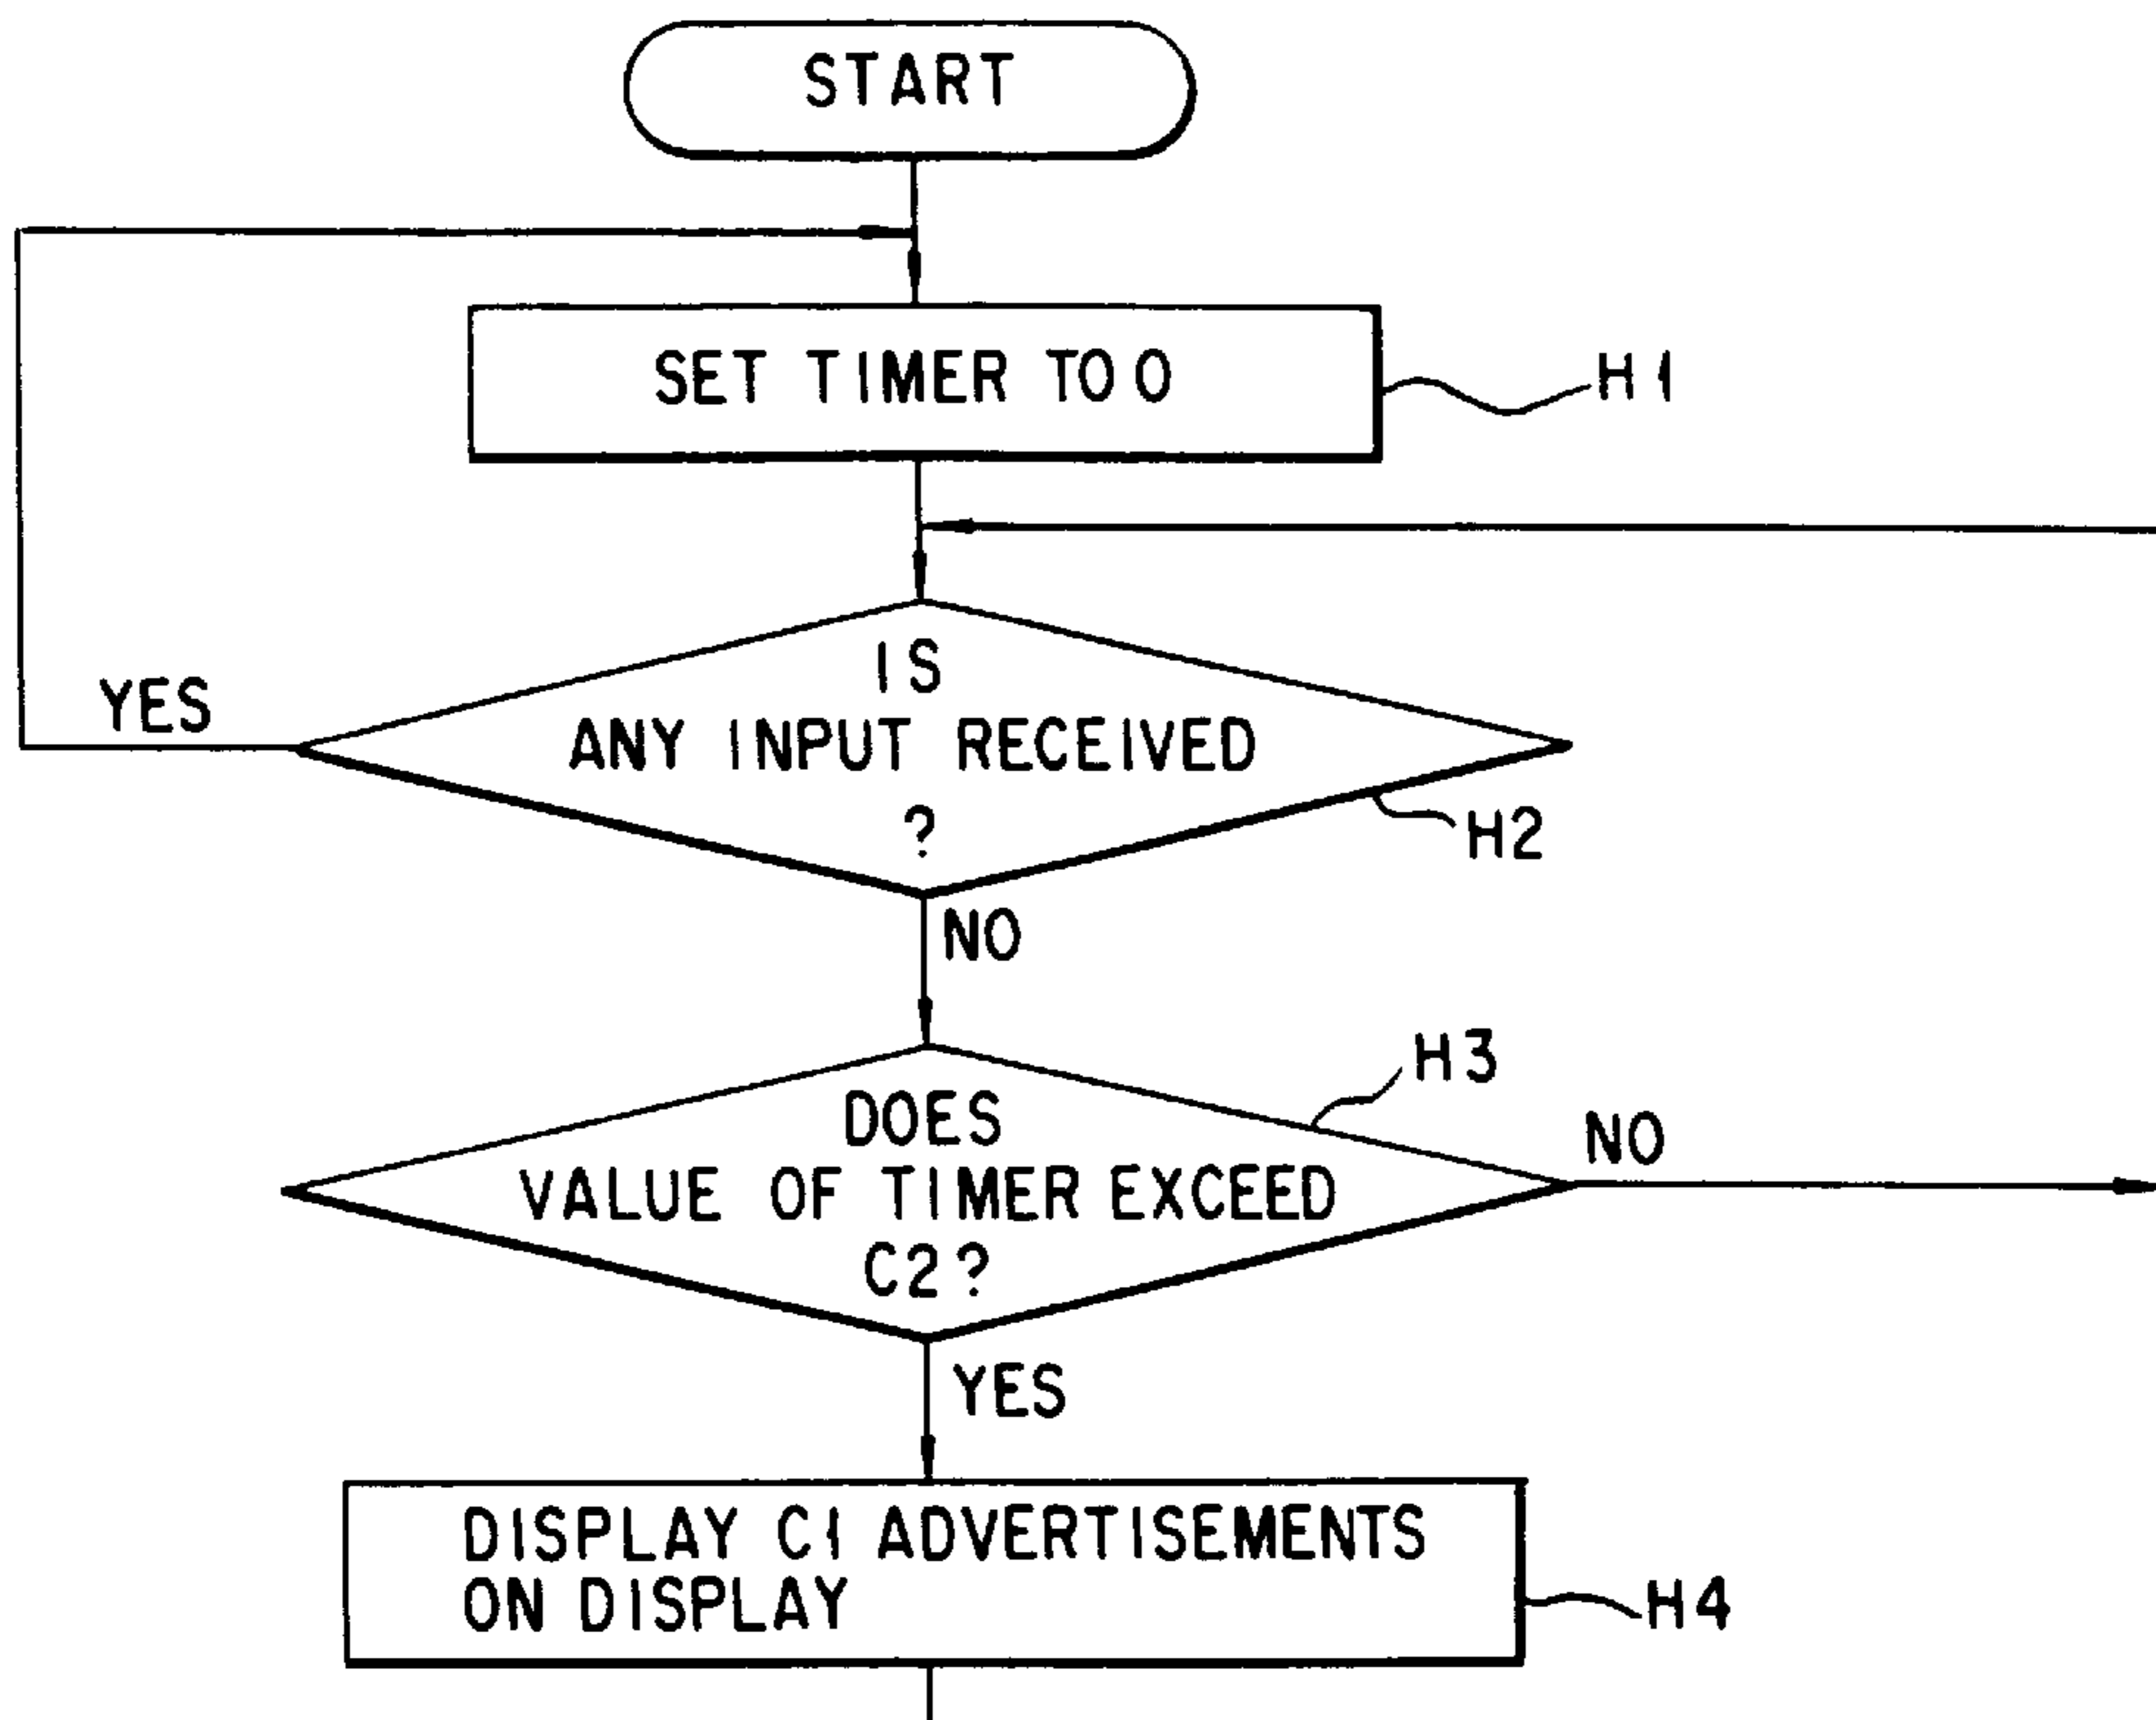 START
SET TIMER TO 0
H1
IS
ANY INPUT RECEIVED
?
YES
H2
NO
H3
DOES
VALUE OF TIMER EXCEED
C2?
NO
YES
DISPLAY C1 ADVERTISEMENTS
ON DISPLAY
H4